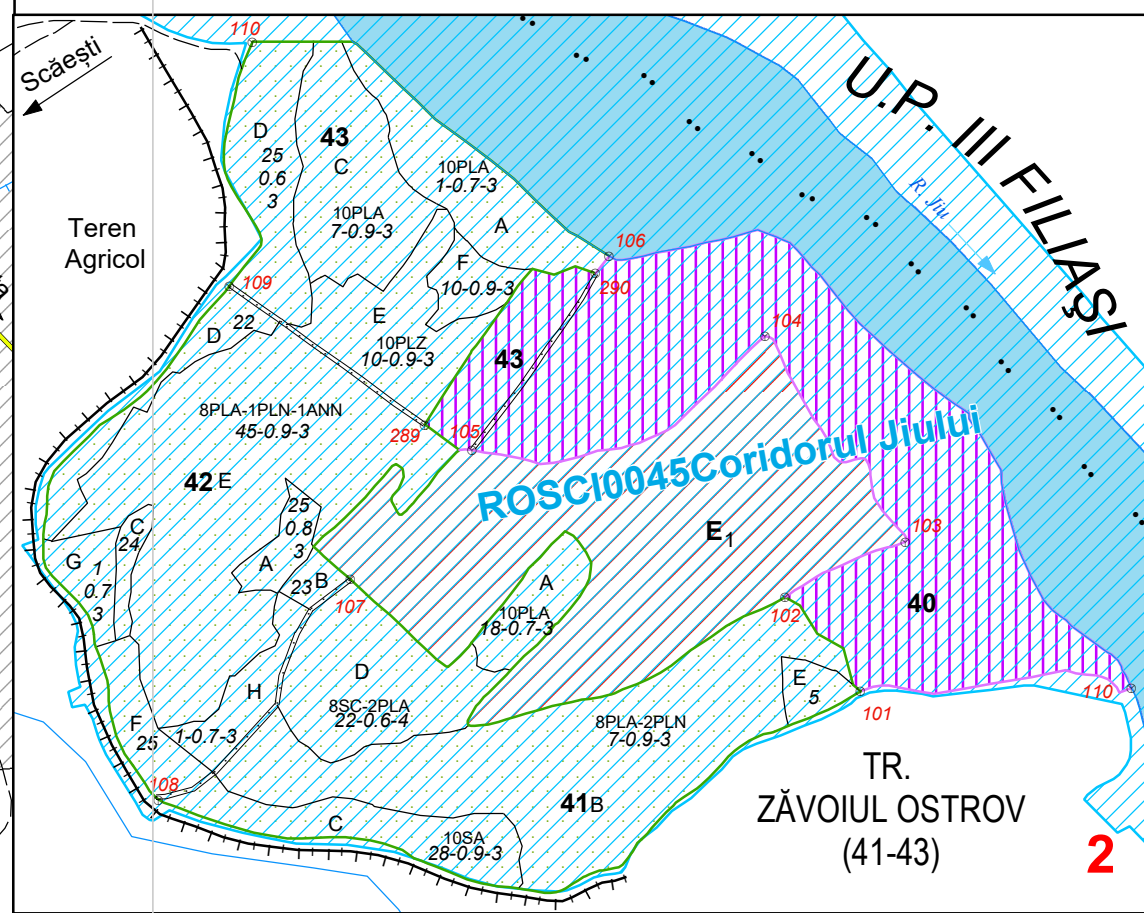 110
Scăești
U.P. III FILIAŞI
R. Jiu
D
25
0.6
3
43
C
10PLA
7-0.9-3
10PLA
1-0.7-3
A
Teren
Agricol
106
290
F
10-0.9-3
109
D
22
E
10PLZ
10-0.9-3
104
43
8PLA-1PLN-1ANN
45-0.9-3
289
105
ROSCI0045Coridorul Jiului
42 E
25
0.8
3
C
24
E1
103
G
1
0.7
3
A
23 B
107
A
10PLA
18-0.7-3
102
40
H
D
8SC-2PLA
22-0.6-4
E
5
101
110
F
25
1-0.7-3
8PLA-2PLN
7-0.9-3
108
C
10SA
28-0.9-3
41 B
TR.
ZĂVOIUL OSTROV
(41-43)
2